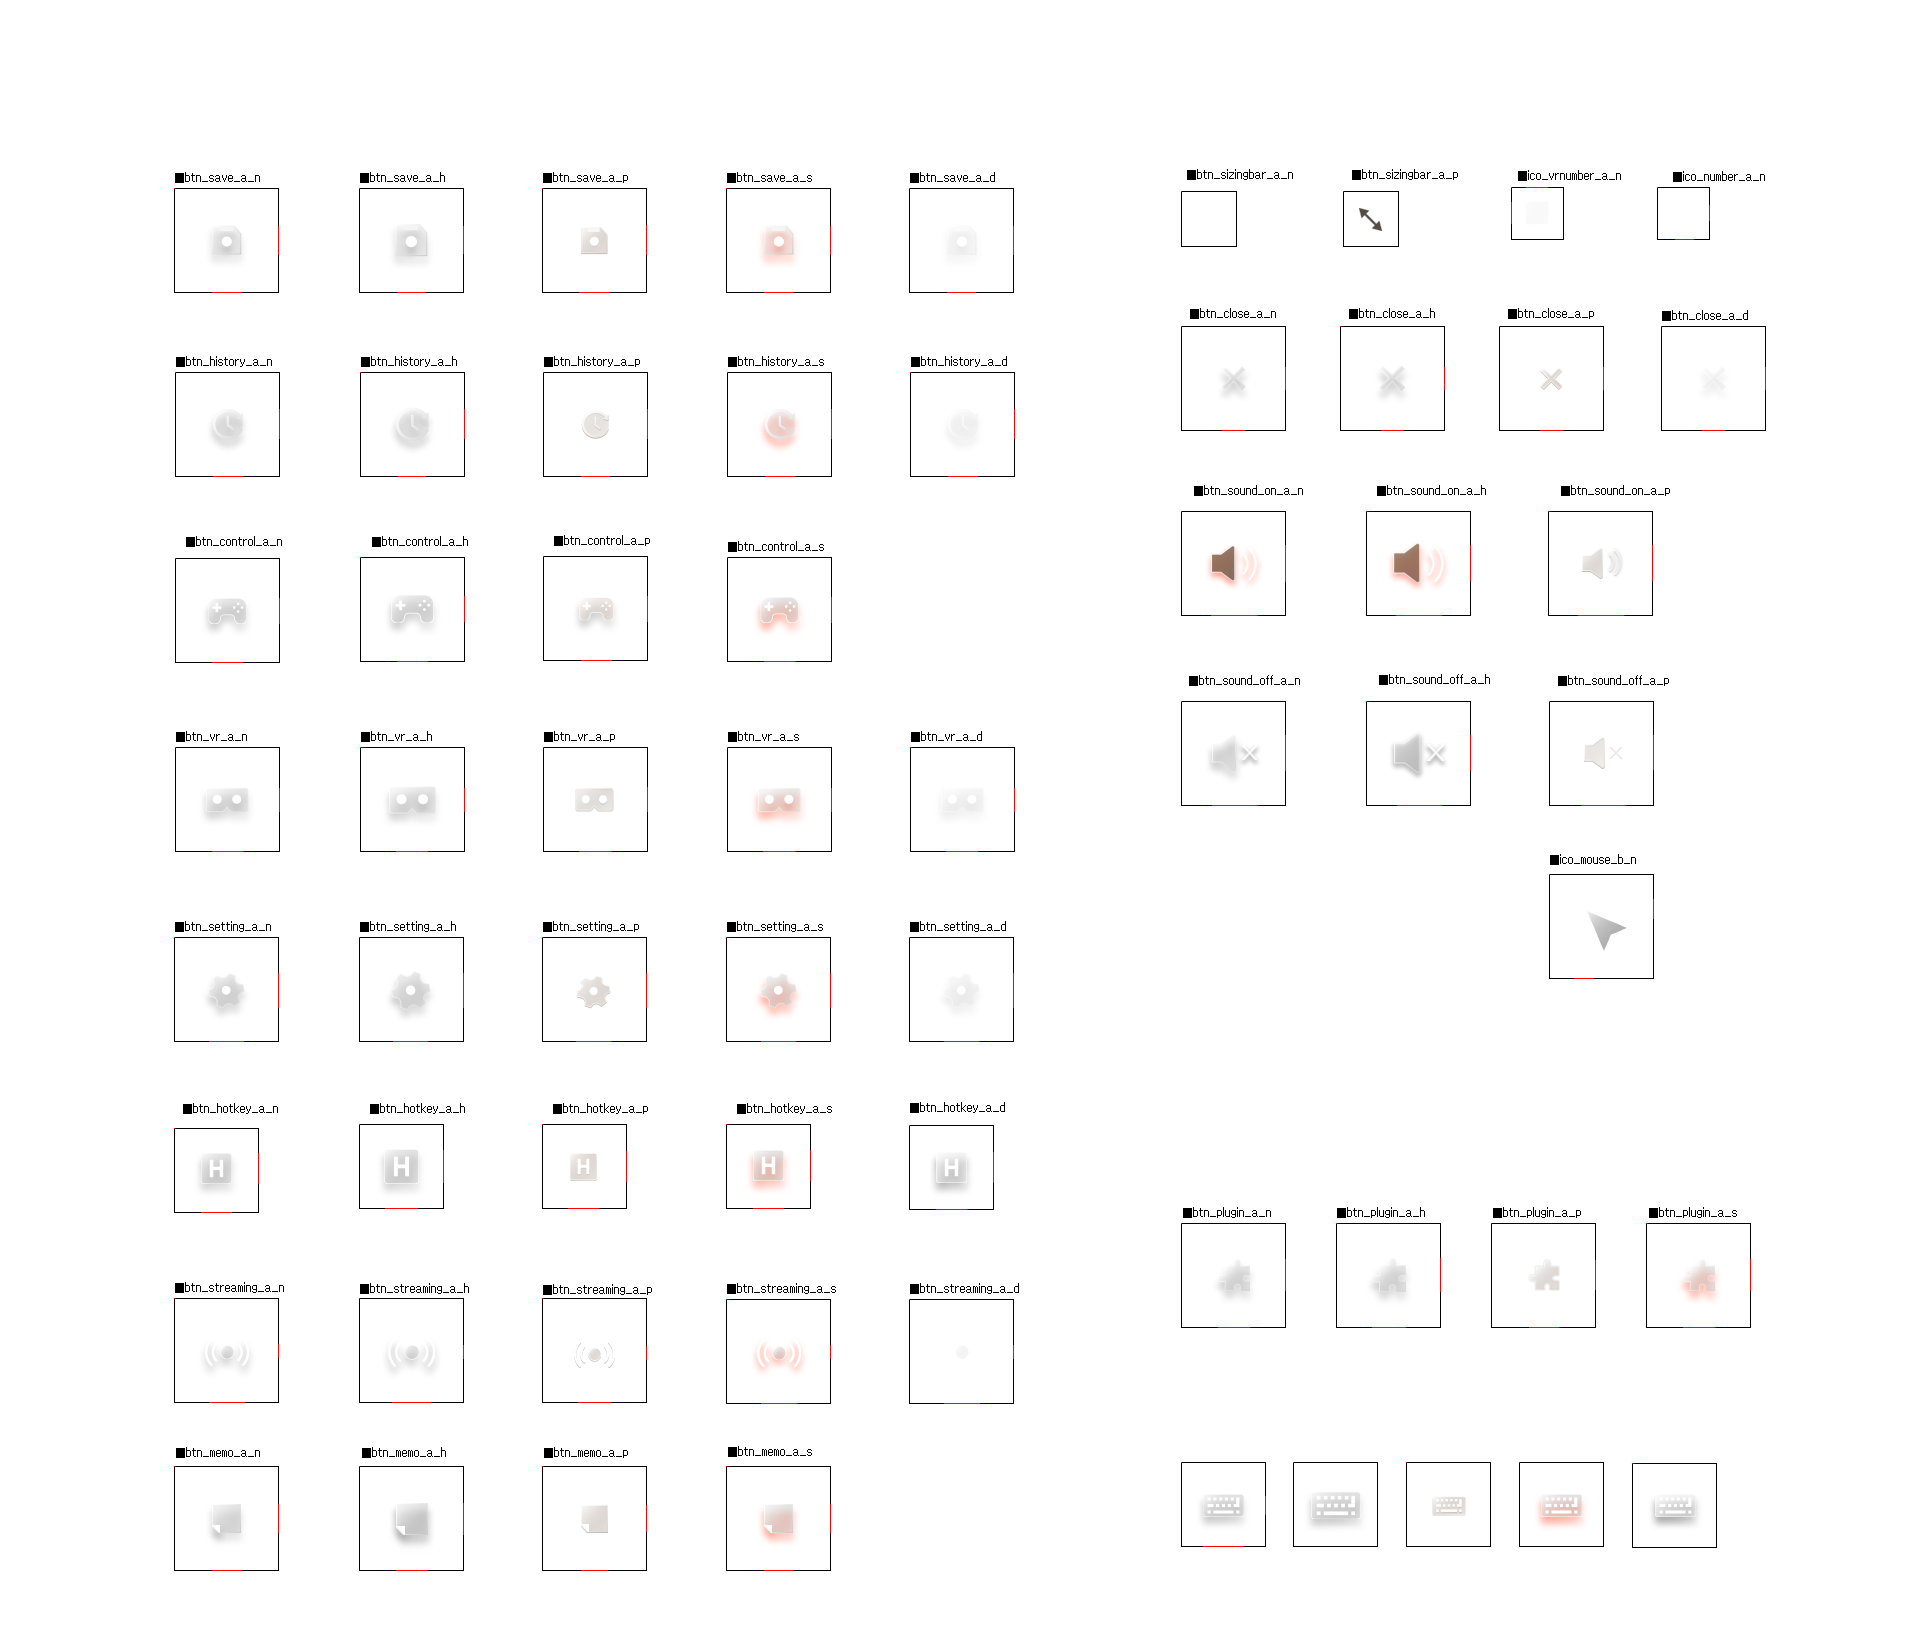 ■btn_save_a_n
■btn_save_a_h
■btn_save_a_p
■btn_save_a_s
■btn_save_a_d
■btn_history_a_n
■btn_history_a_h
■btn_history_a_p
■btn_history_a_s
■btn_history_a_d
■btn_control_a_n
■btn_control_a_h
■btn_control_a_p
■btn_control_a_s
■btn_vr_a_n
■btn_vr_a_h
■btn_vr_a_p
■btn_vr_a_s
■btn_vr_a_d
■btn_setting_a_n
■btn_setting_a_h
■btn_setting_a_p
■btn_setting_a_s
■btn_setting_a_d
■btn_hotkey_a_n
■btn_hotkey_a_h
■btn_hotkey_a_p
■btn_hotkey_a_s
■btn_hotkey_a_d
H
H
H
H
H
■btn_streaming_a_n
■btn_streaming_a_h
■btn_streaming_a_p
■btn_streaming_a_s
■btn_streaming_a_d
■btn_memo_a_n
■btn_memo_a_h
■btn_memo_a_p
■btn_memo_a_s
■btn_sizingbar_a_n
■btn_sizingbar_a_p
■ico_vrnumber_a_n
■ico_number_a_n
■btn_close_a_n
■btn_close_a_h
■btn_close_a_p
■btn_close_a_d
■btn_sound_on_a_n
■btn_sound_on_a_h
■btn_sound_on_a_p
■btn_sound_off_a_n
■btn_sound_off_a_h
■btn_sound_off_a_p
■ico_mouse_b_n
■btn_plugin_a_n
■btn_plugin_a_h
■btn_plugin_a_p
■btn_plugin_a_s